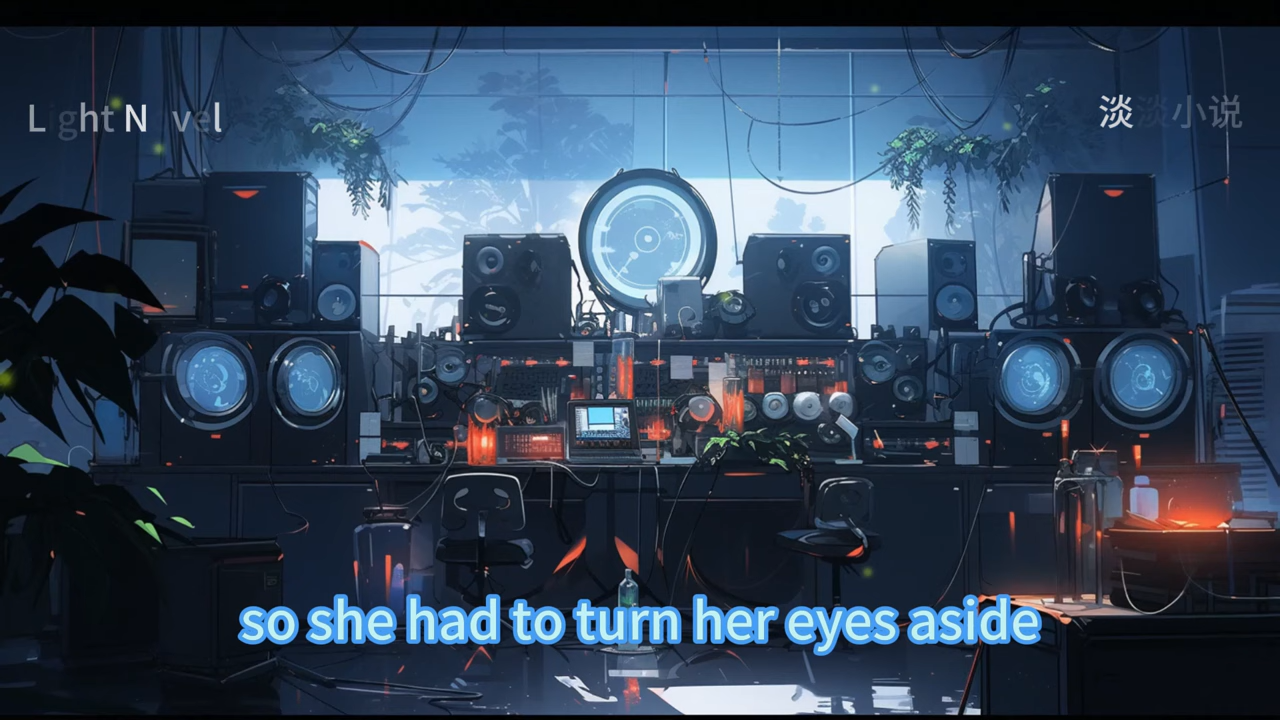 Light Novel
淡淡小说
so she had to turn her eyes aside